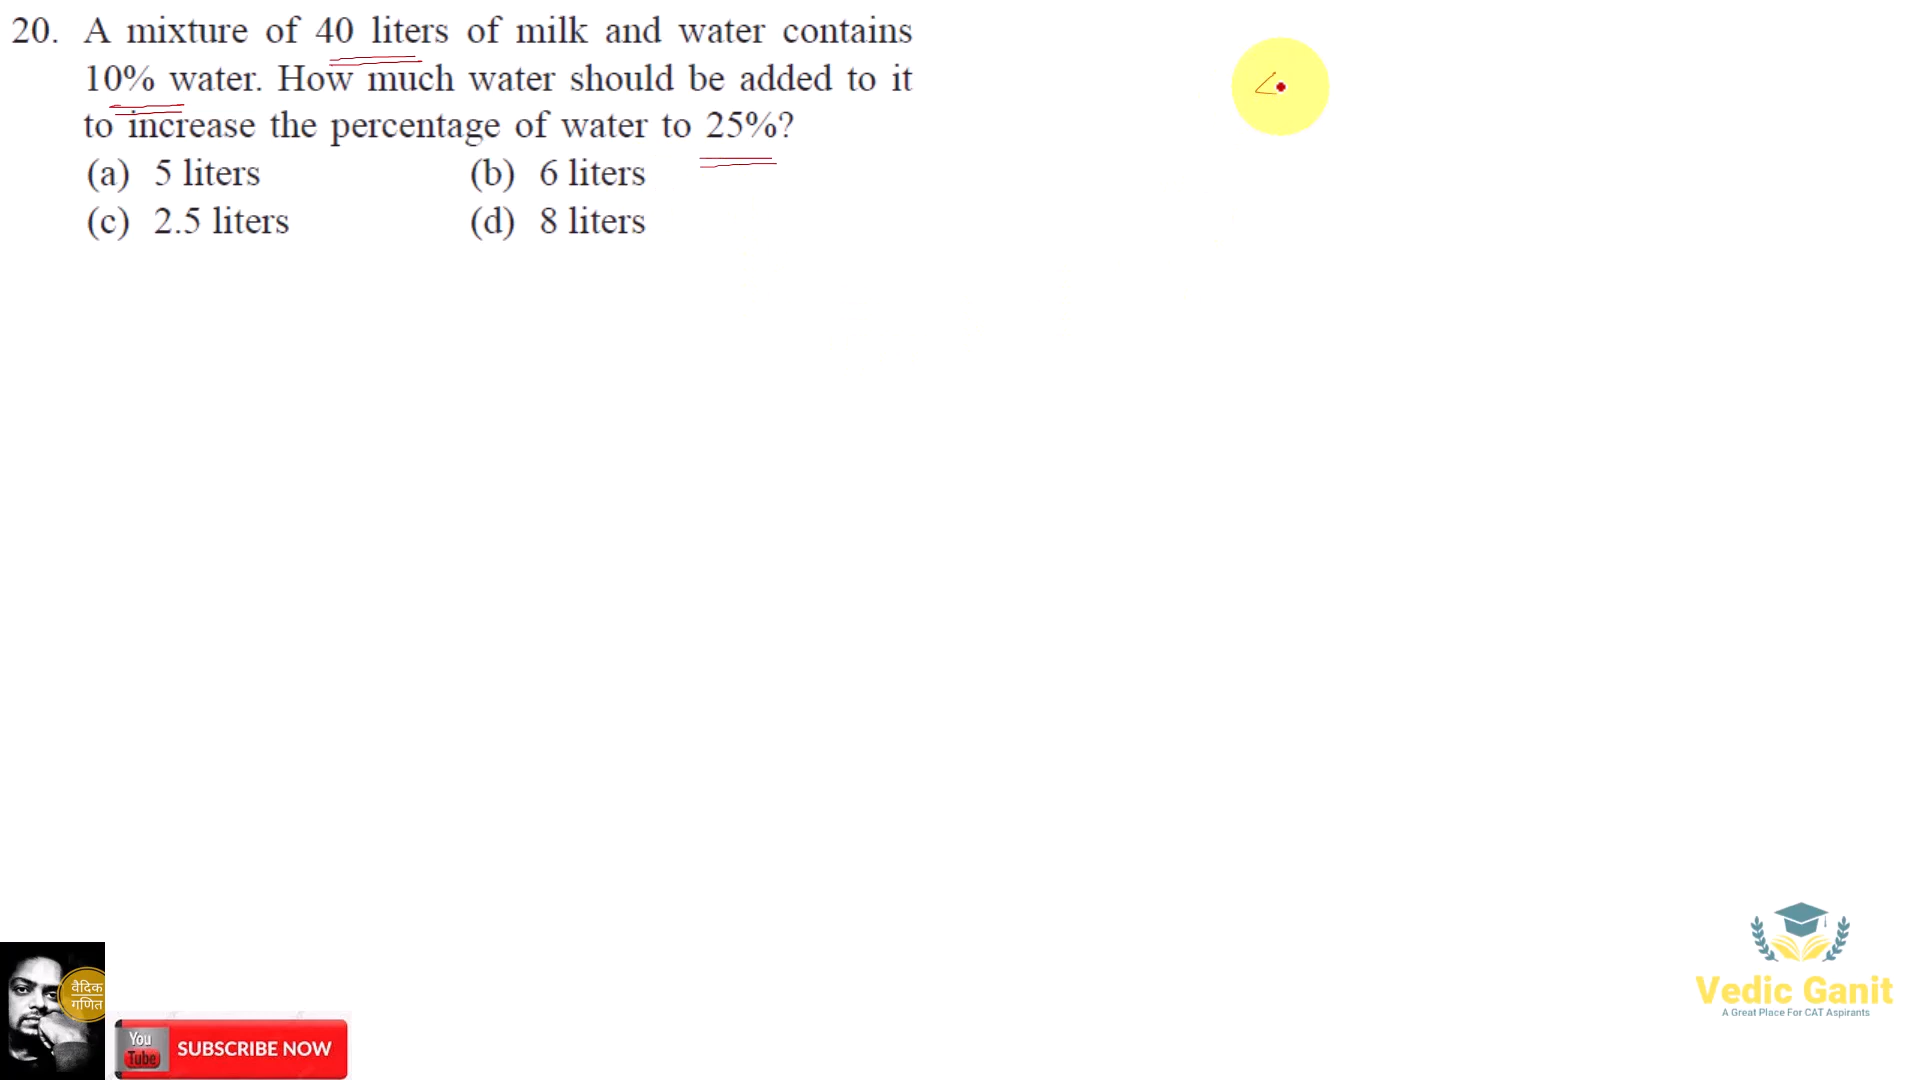 20. A mixture of 40 liters of milk and water contains
10% water. How much water should be added to it
to increase the percentage of water to 25%?
(a) 5 liters (b) 6 liters
(c) 2.5 liters (d) 8 liters
वैदिक
गणित
You
Tube
SUBSCRIBE NOW
Vedic Ganit
A Great Place For CAT Aspirants